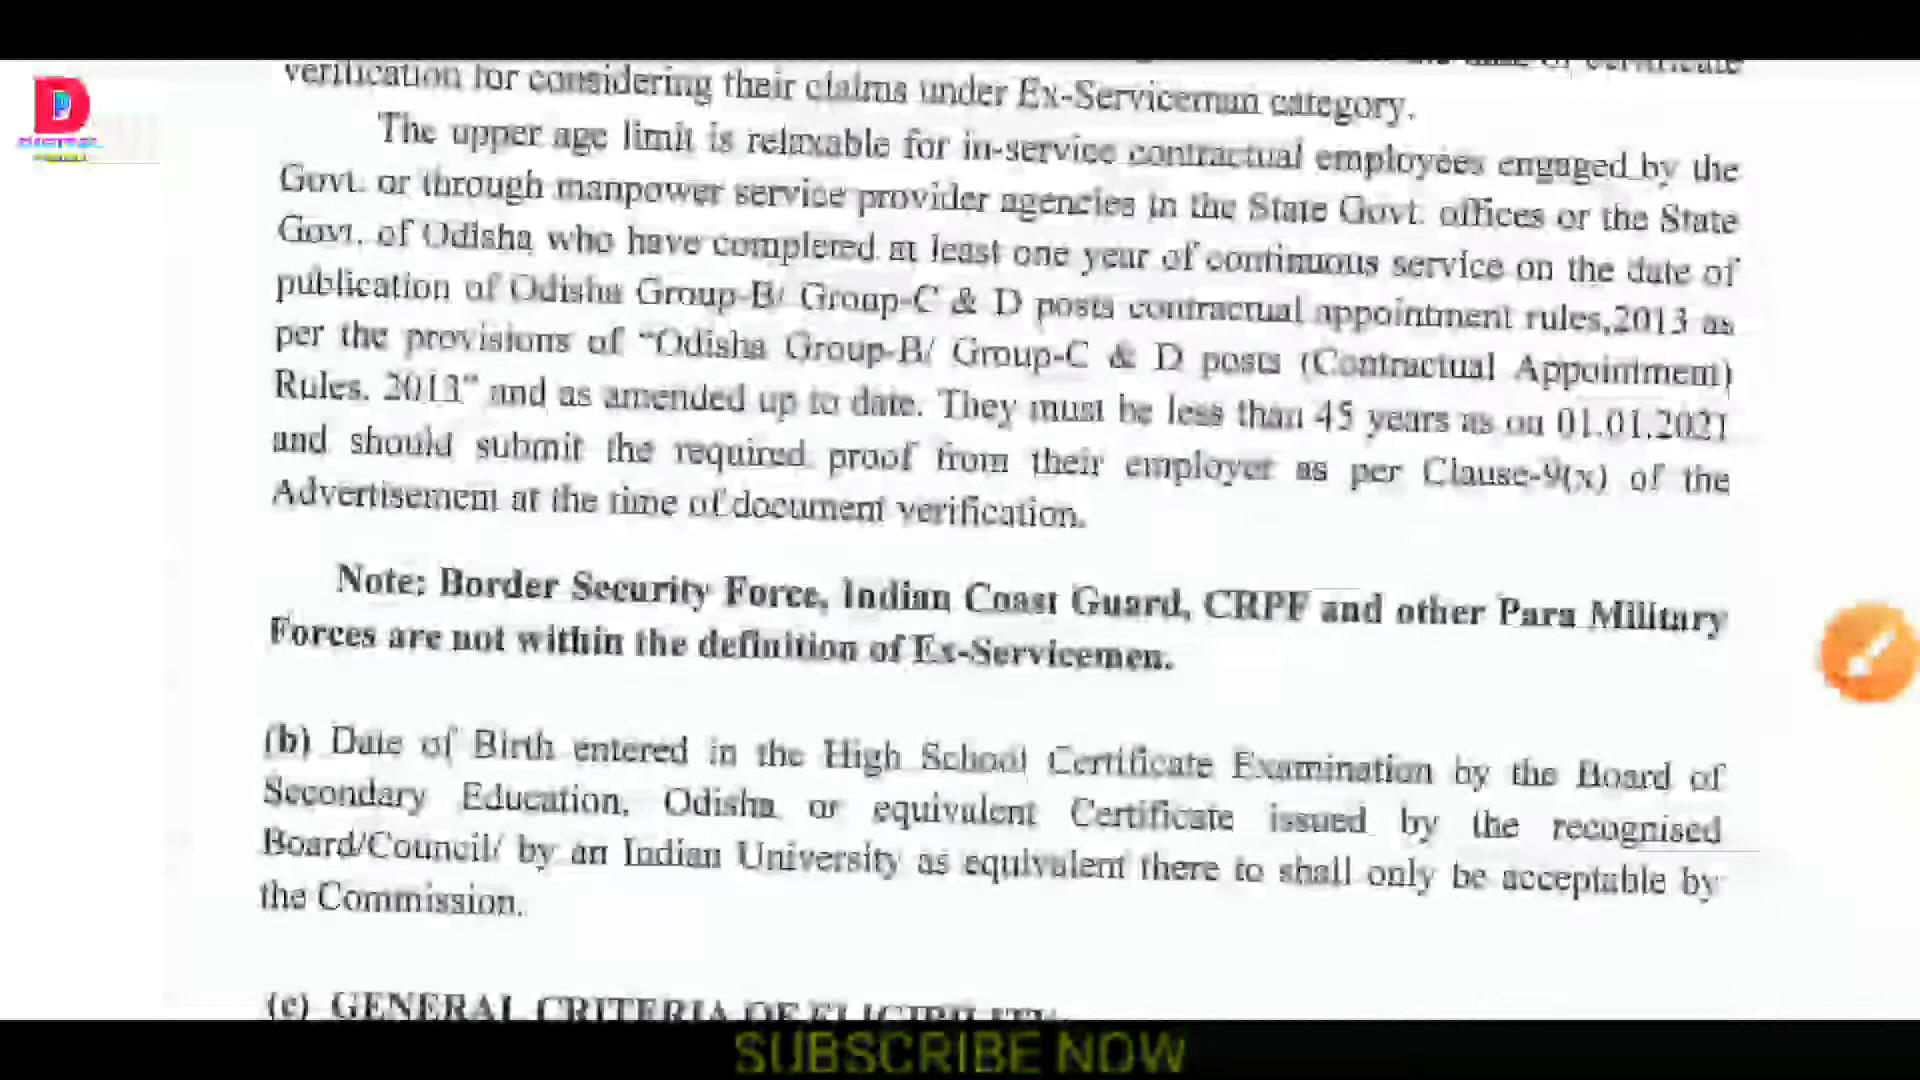 verification for considering their claims under Ex-Serviceman category.
The upper age limit is relaxable for in-service contractual employees engaged by the
Govt. or through manpower service provider agencies in the State Govt. offices or the State
Govt. of Odisha who have completed at least one year of continuous service on the date of
publication of Odisha Group-B/ Group-C & D posts contractual appointment rules,2013 as
per the provisions of “Odisha Group-B/ Group-C & D posts (Contractual Appointment)
Rules. 2013" and as amended up to date. They must be less than 45 years as on 01.01.2021
and should submit the required proof from their employer as per Clause-9(x) of the
Advertisement at the time of document verification.
Note: Border Security Force, Indian Coast Guard, CRPF and other Para Military
Forces are not within the definition of Ex-Servicemen.
(b) Date of Birth entered in the High School Certificate Examination by the Board of
Secondary Education, Odisha or equivalent Certificate issued by the recognised
Board/Council/ by an Indian University as equivalent there to shall only be acceptable by
the Commission.
(c) GENERAL CRITERIA OF ELIGIBILITY
SUBSCRIBE NOW